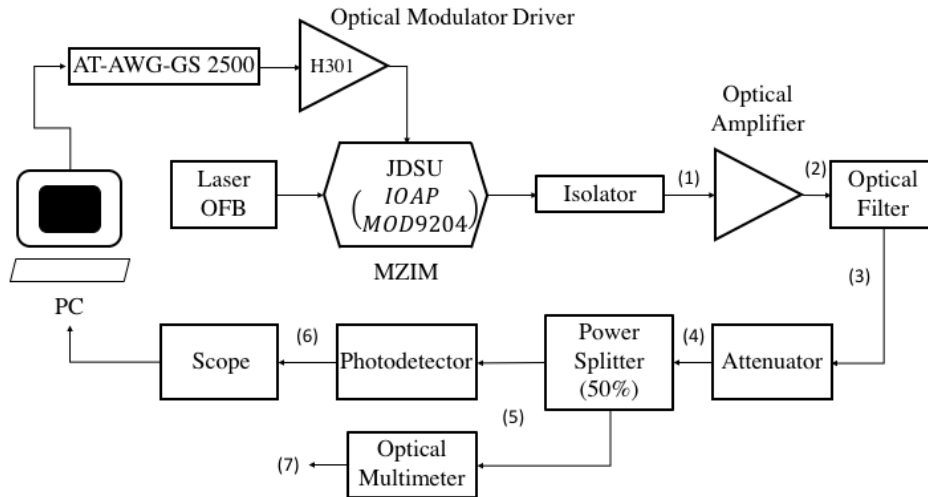 Optical Modulator Driver
AT-AWG-GS 2500
H301
Optical
Amplifier
Laser
OFB
JDSU
(IOAP
MOD9204)
MZIM
Isolator
(1)
(2)
Optical
Filter
(3)
PC
Scope
(6)
Photodetector
Power
Splitter
(50%)
(4)
Attenuator
(5)
(7)
Optical
Multimeter